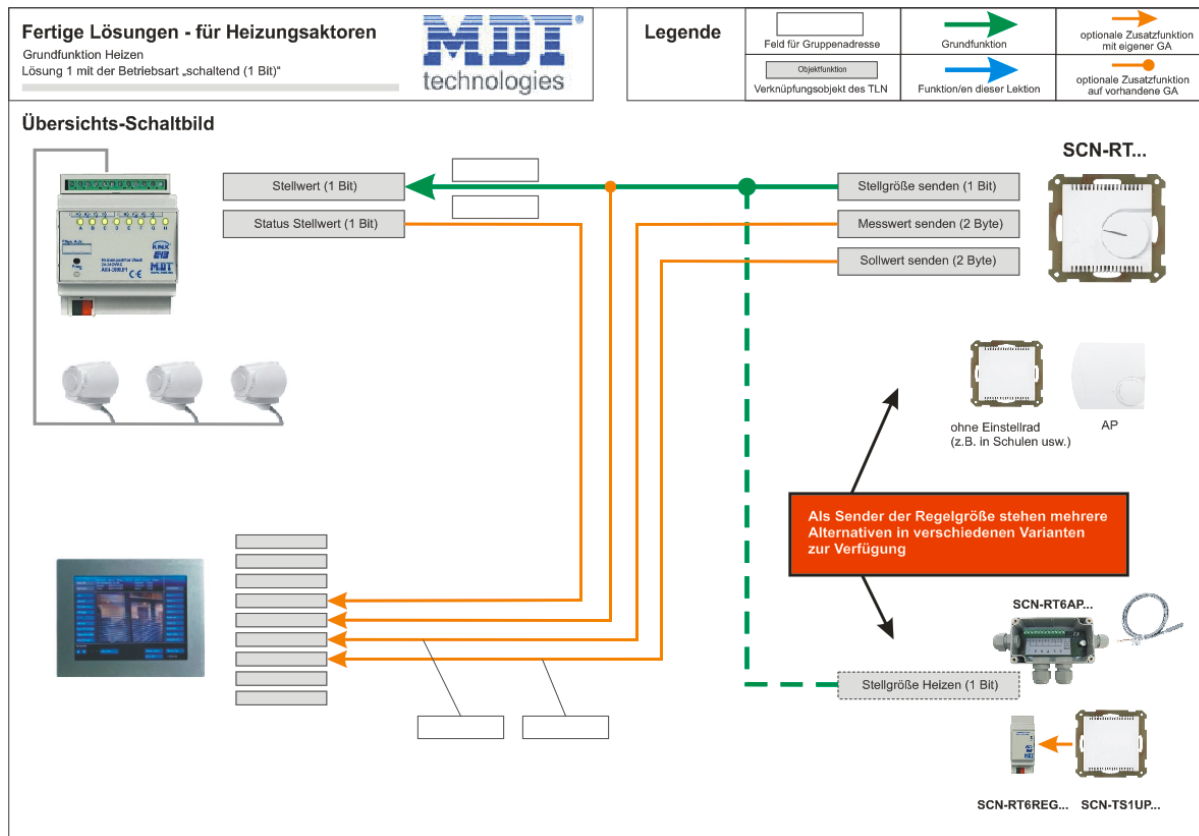 Fertige Lösungen - für Heizungsaktoren
Grundfunktion Heizen
Lösung 1 mit der Betriebsart „schaltend (1 Bit)“
MDT
technologies
Legende
Feld für Gruppenadresse
Grundfunktion
optionale Zusatzfunktion
mit eigener GA
Objektfunktion
Verknüpfungsobjekt des TLN
Funktion/en dieser Lektion
optionale Zusatzfunktion
auf vorhandene GA
Übersichts-Schaltbild
SCN-RT...
Stellwert (1 Bit)
Status Stellwert (1 Bit)
Stellgröße senden (1 Bit)
Messwert senden (2 Byte)
Sollwert senden (2 Byte)
A B C D E F G H
KNX
EIB
MDT
CE
ohne Einstellrad
(z.B. in Schulen usw.)
AP
Als Sender der Regelgröße stehen mehrere
Alternativen in verschiedenen Varianten
zur Verfügung
SCN-RT6AP...
Stellgröße Heizen (1 Bit)
SCN-RT6REG...
SCN-TS1UP...